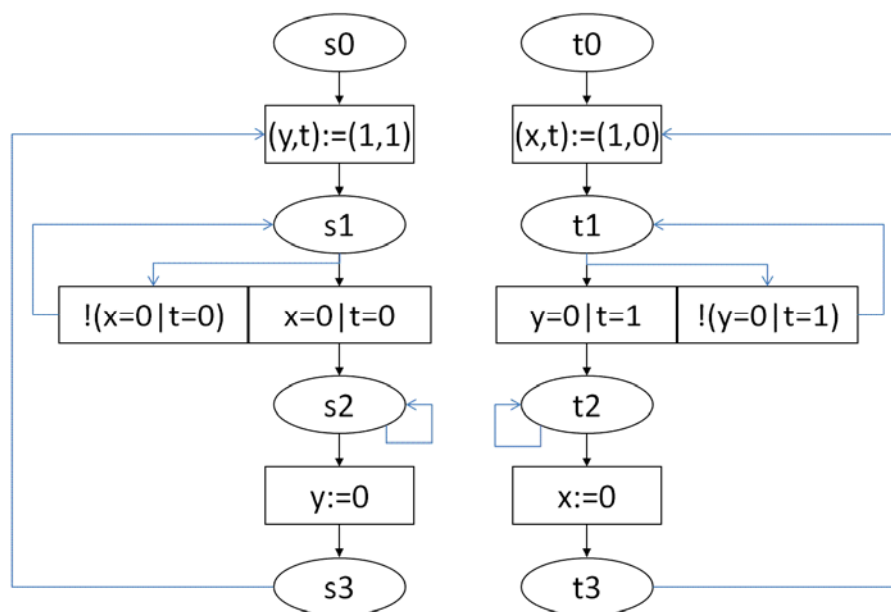 s0 t0
(y,t):=(1,1) (x,t):=(1,0)
s1 t1
!(x=0|t=0) x=0|t=0 y=0|t=1 !(y=0|t=1)
s2 t2
y:=0 x:=0
s3 t3